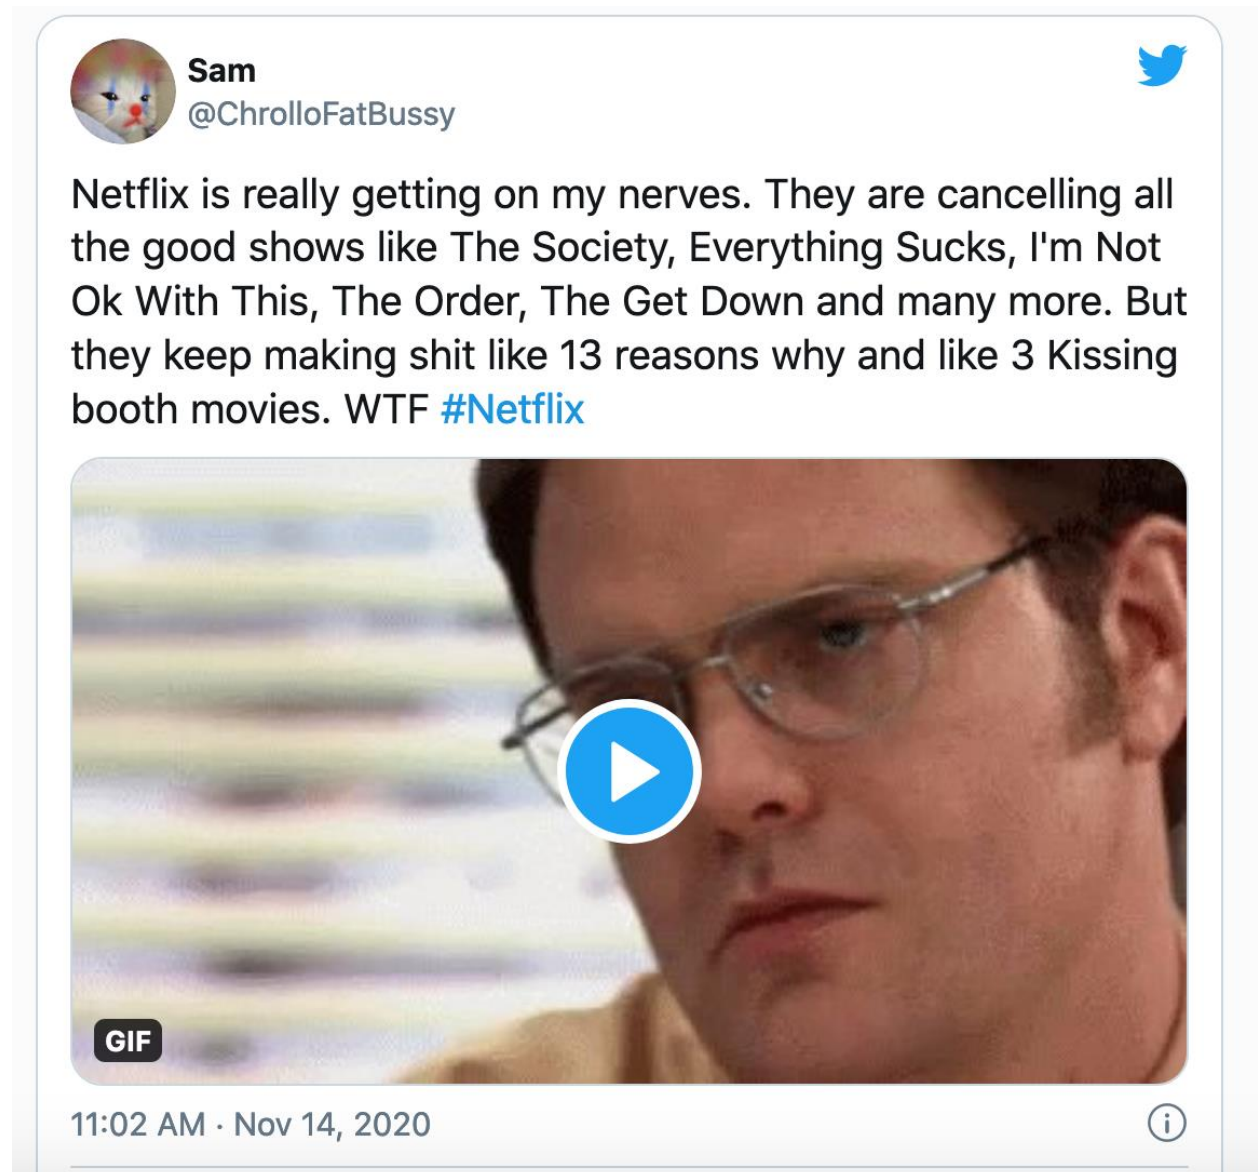 Sam
@ChrolloFatBussy
Netflix is really getting on my nerves. They are cancelling all
the good shows like The Society, Everything Sucks, I'm Not
Ok With This, The Order, The Get Down and many more. But
they keep making shit like 13 reasons why and like 3 Kissing
booth movies. WTF #Netflix
GIF
11:02 AM · Nov 14, 2020